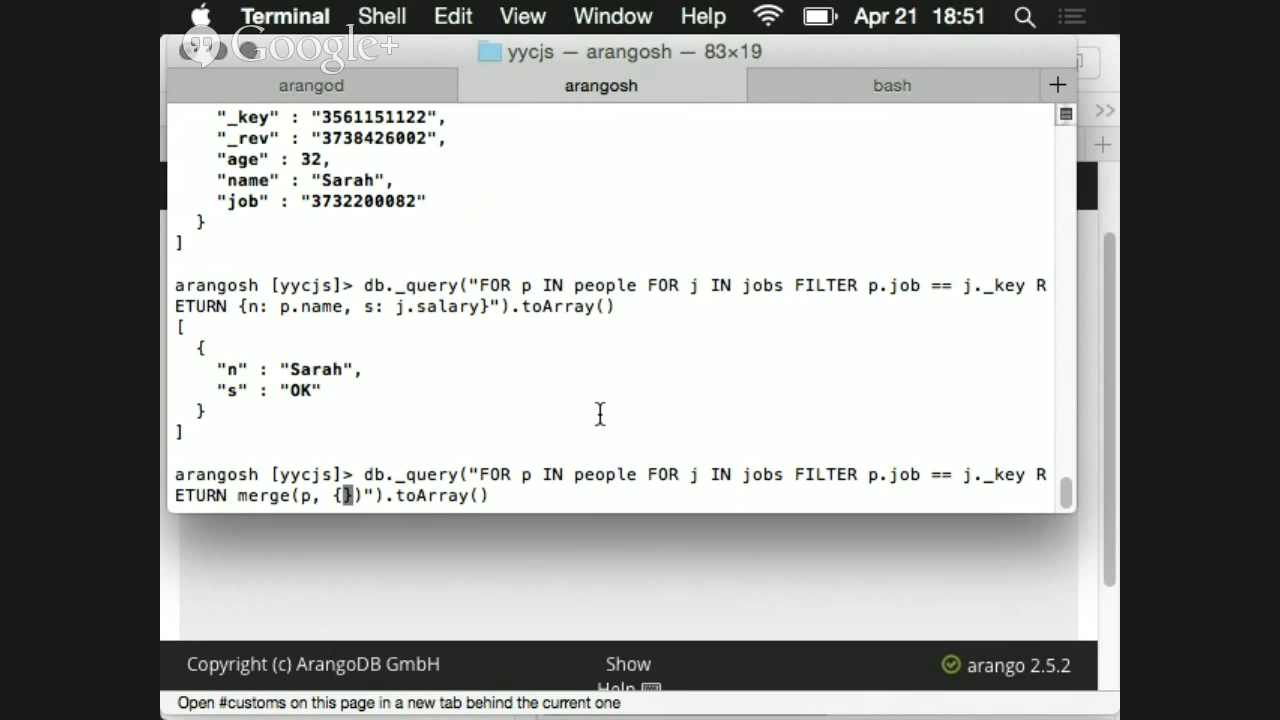 Terminal Shell Edit View Window Help Apr 21 18:51
Google+
yycjs — arangosh — 83×19
arangod arangosh bash +
"_key" : "3561151122",
"_rev" : "3738426002",
"age" : 32,
"name" : "Sarah",
"job" : "3732200082"
}
]
arangosh [yycjs]> db._query("FOR p IN people FOR j IN jobs FILTER p.job == j._key R
ETURN {n: p.name, s: j.salary}").toArray()
[
{
"n" : "Sarah",
"s" : "OK"
}
]
arangosh [yycjs]> db._query("FOR p IN people FOR j IN jobs FILTER p.job == j._key R
ETURN merge(p, {})").toArray()
Copyright (c) ArangoDB GmbH Show arango 2.5.2
Help
Open #customs on this page in a new tab behind the current one